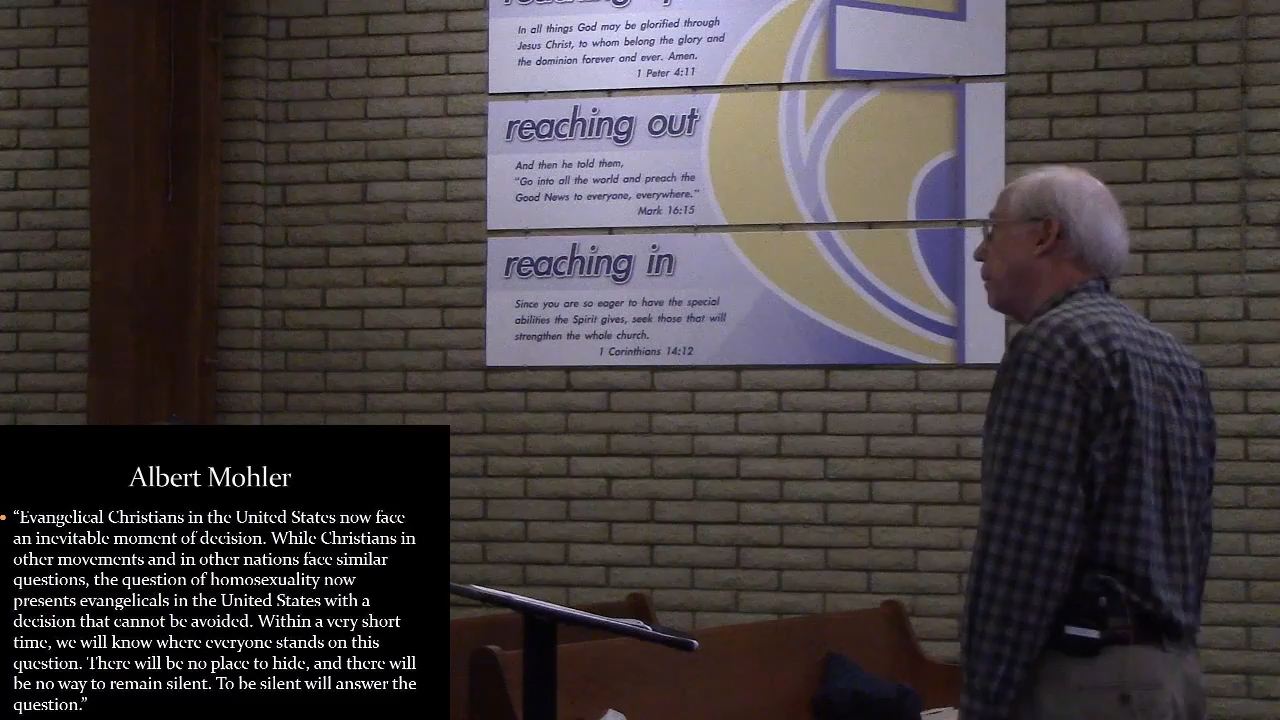 In all things God may be glorified through
Jesus Christ, to whom belong the glory and
the dominion forever and ever. Amen.
1 Peter 4:11
reaching out
And then he told them,
"Go into all the world and preach the
Good News to everyone, everywhere."
Mark 16:15
reaching in
Since you are so eager to have the special
abilities the Spirit gives, seek those that will
strengthen the whole church.
1 Corinthians 14:12
Albert Mohler
• “Evangelical Christians in the United States now face
an inevitable moment of decision. While Christians in
other movements and in other nations face similar
questions, the question of homosexuality now
presents evangelicals in the United States with a
decision that cannot be avoided. Within a very short
time, we will know where everyone stands on this
question. There will be no place to hide, and there will
be no way to remain silent. To be silent will answer the
question.”